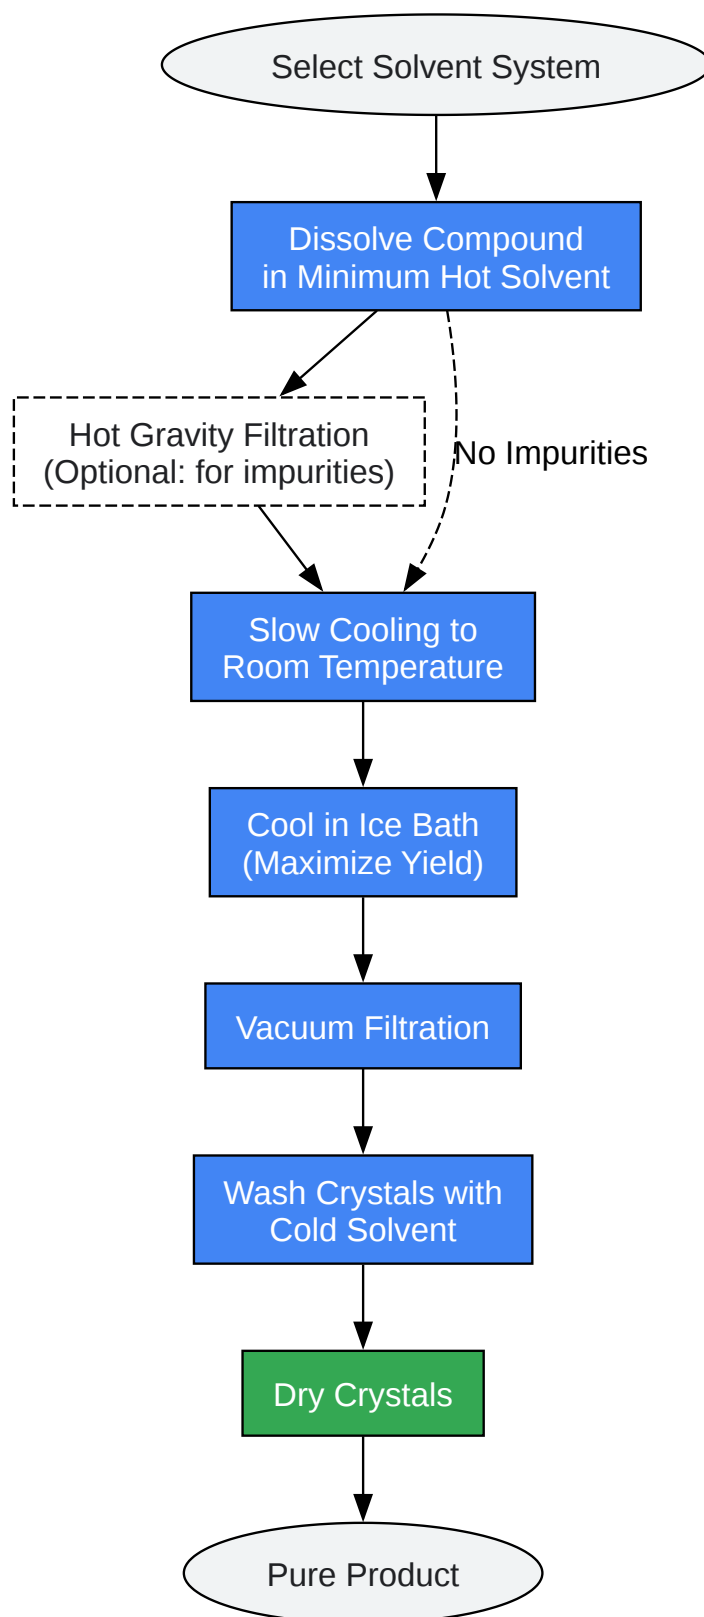 Select Solvent System
Dissolve Compound
in Minimum Hot Solvent
Hot Gravity Filtration
(Optional: for impurities)
No Impurities
Slow Cooling to
Room Temperature
Cool in Ice Bath
(Maximize Yield)
Vacuum Filtration
Wash Crystals with
Cold Solvent
Dry Crystals
Pure Product